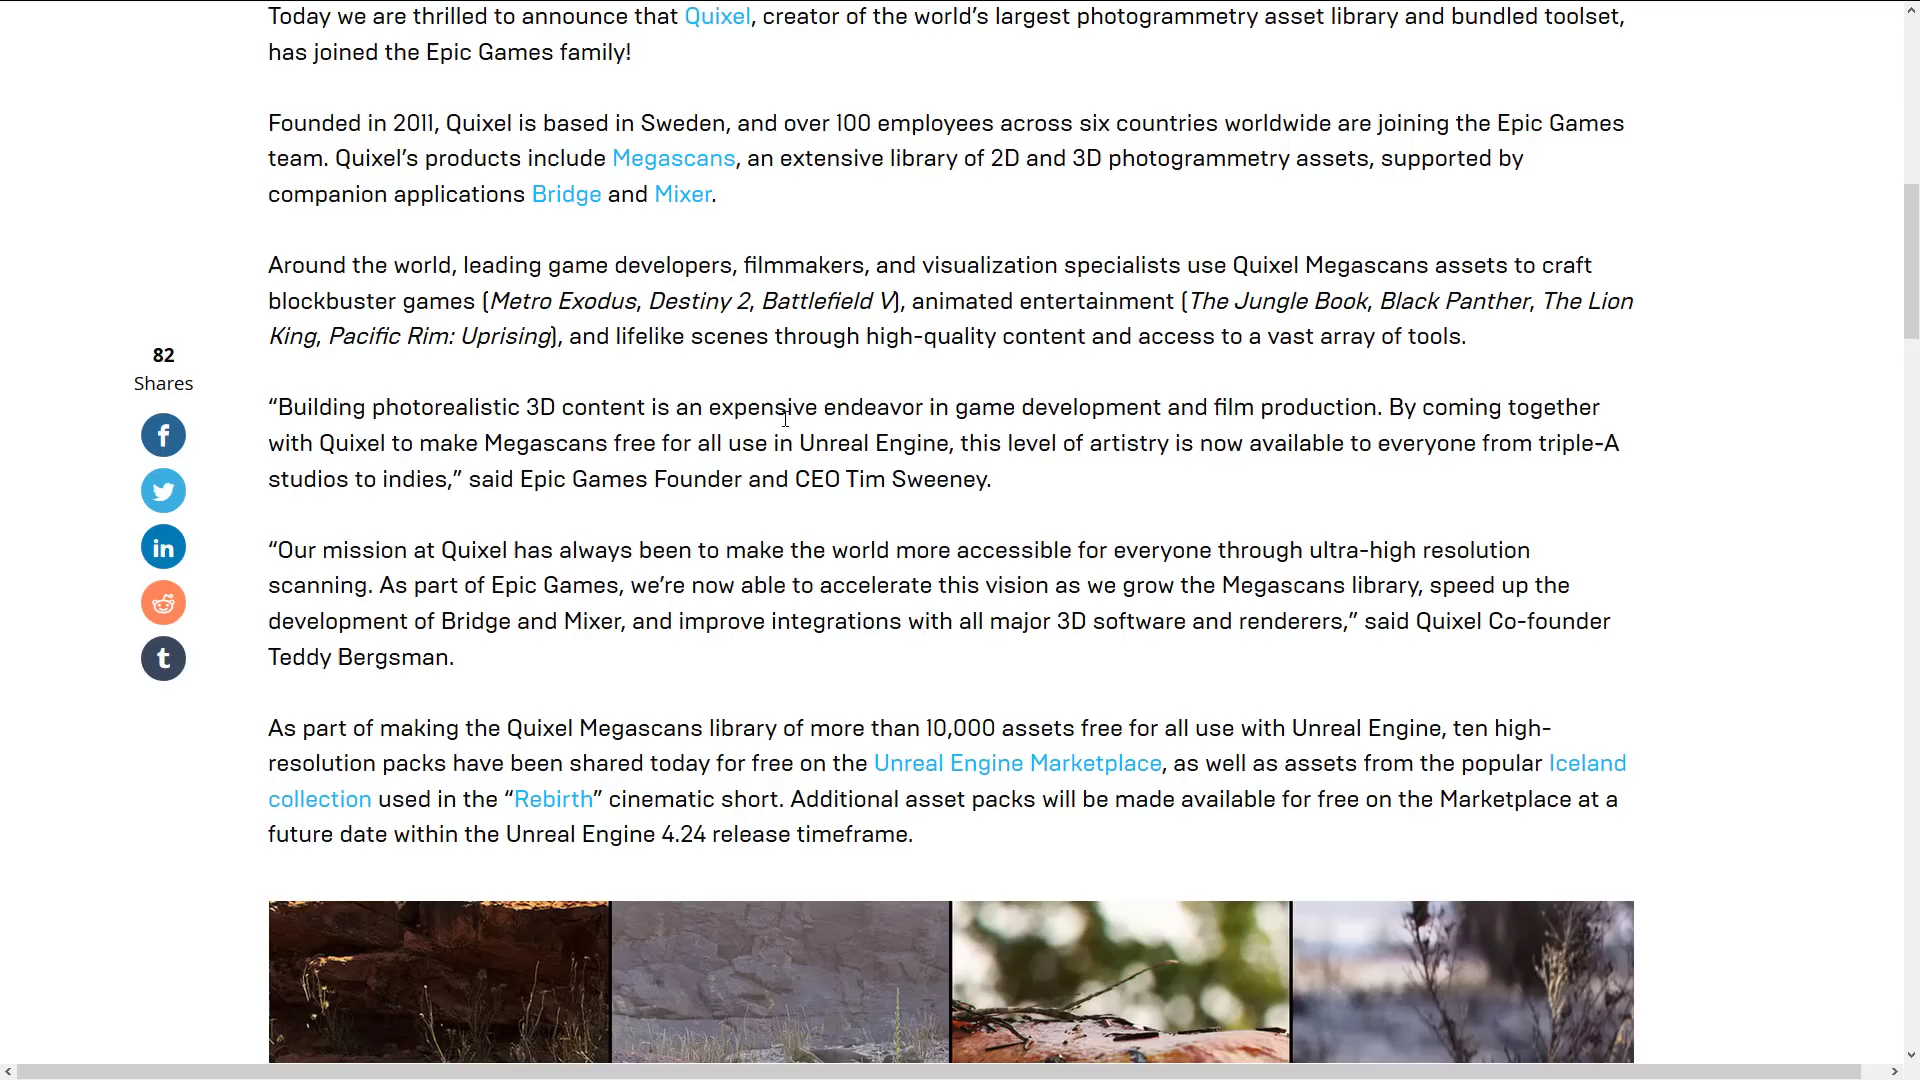 Today we are thrilled to announce that Quixel, creator of the world's largest photogrammetry asset library and bundled toolset,
has joined the Epic Games family!
Founded in 2011, Quixel is based in Sweden, and over 100 employees across six countries worldwide are joining the Epic Games
team. Quixel's products include Megascans, an extensive library of 2D and 3D photogrammetry assets, supported by
companion applications Bridge and Mixer.
Around the world, leading game developers, filmmakers, and visualization specialists use Quixel Megascans assets to craft
blockbuster games (Metro Exodus, Destiny 2, Battlefield V), animated entertainment (The Jungle Book, Black Panther, The Lion
King, Pacific Rim: Uprising), and lifelike scenes through high-quality content and access to a vast array of tools.
82
Shares
“Building photorealistic 3D content is an expensive endeavor in game development and film production. By coming together
with Quixel to make Megascans free for all use in Unreal Engine, this level of artistry is now available to everyone from triple-A
studios to indies,” said Epic Games Founder and CEO Tim Sweeney.
“Our mission at Quixel has always been to make the world more accessible for everyone through ultra-high resolution
scanning. As part of Epic Games, we’re now able to accelerate this vision as we grow the Megascans library, speed up the
development of Bridge and Mixer, and improve integrations with all major 3D software and renderers,” said Quixel Co-founder
Teddy Bergsman.
As part of making the Quixel Megascans library of more than 10,000 assets free for all use with Unreal Engine, ten high-
resolution packs have been shared today for free on the Unreal Engine Marketplace, as well as assets from the popular Iceland
collection used in the “Rebirth” cinematic short. Additional asset packs will be made available for free on the Marketplace at a
future date within the Unreal Engine 4.24 release timeframe.